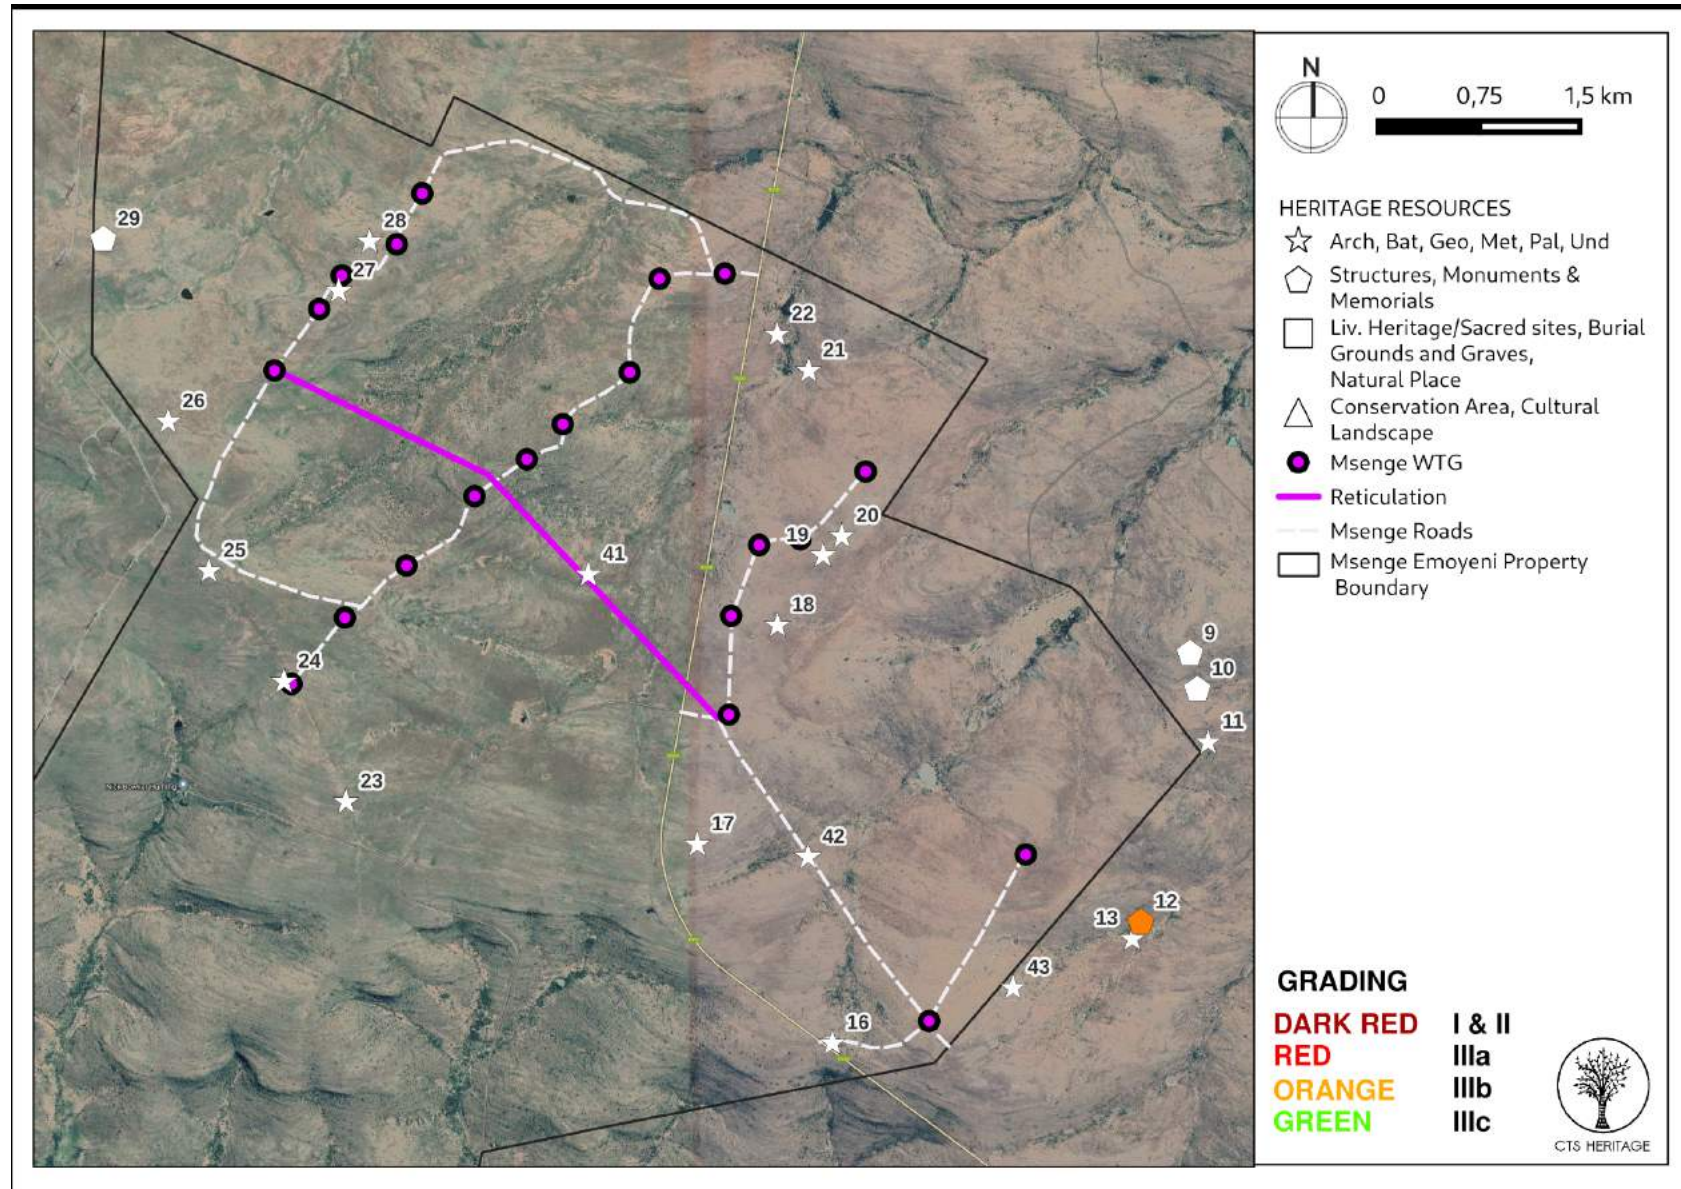 N
0 0,75 1,5 km
HERITAGE RESOURCES
Arch, Bat, Geo, Met, Pal, Und
Structures, Monuments &
Memorials
Liv. Heritage/Sacred sites, Burial
Grounds and Graves,
Natural Place
Conservation Area, Cultural
Landscape
Msenge WTG
Reticulation
Msenge Roads
Msenge Emoyeni Property
Boundary
GRADING
DARK RED I & II
RED IIIa
ORANGE IIIb
GREEN IIIc
CTS HERITAGE
29
28
27
22
21
26
20
19
41
25
18
9
10
24
11
23
17
42
12
13
43
16